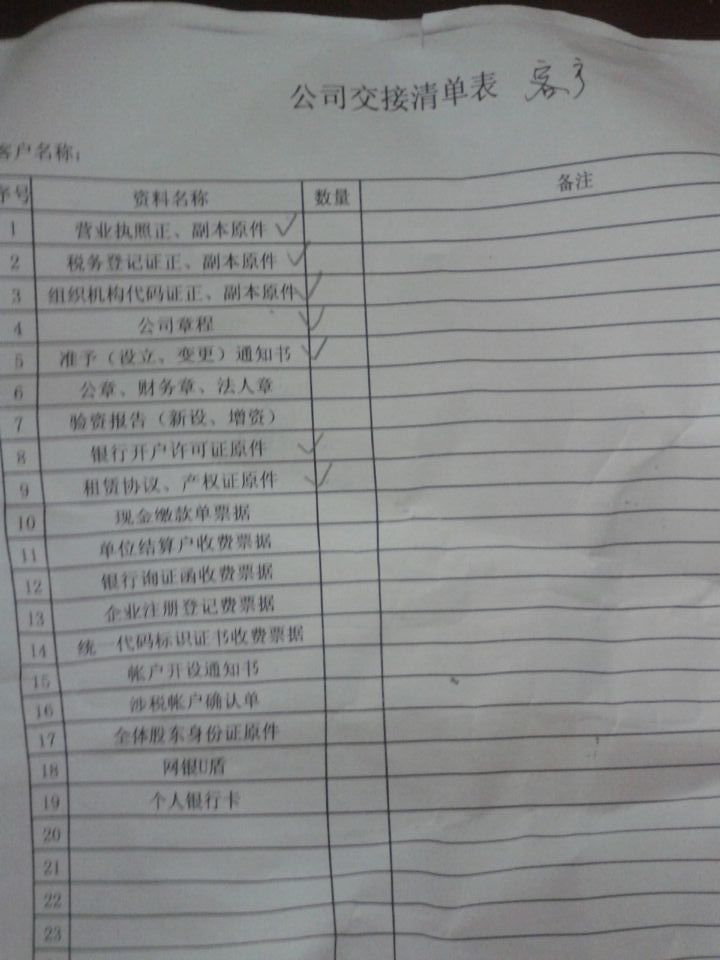 公司交接清单表 客户
客户名称：
序号 资料名称 数量 备注
1 营业执照正、副本原件 ✓
2 税务登记证正、副本原件 ✓
3 组织机构代码证正、副本原件 ✓
4 公司章程 ✓
5 准予（设立、变更）通知书 ✓
6 公章、财务章、法人章
7 验资报告（新设、增资）
8 银行开户许可证原件 ✓
9 租赁协议、产权证原件 ✓
10 现金缴款单票据
11 单位结算户收费票据
12 银行询证函收费票据
13 企业注册登记费票据
14 统一代码标识证书收费票据
15 帐户开设通知书
16 涉税帐户确认单
17 全体股东身份证原件
18 网银U盾
19 个人银行卡
20
21
22
23